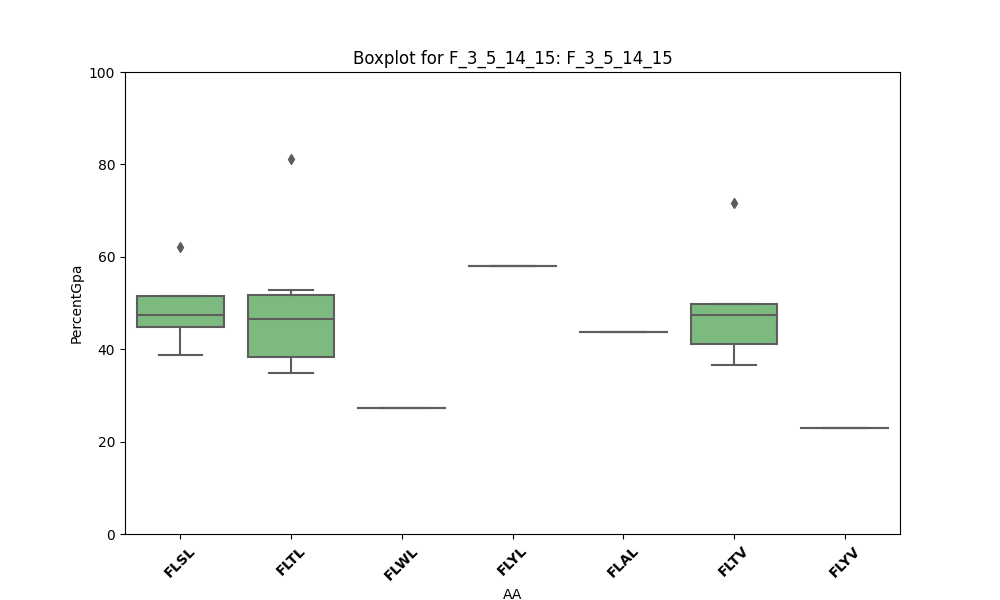 Boxplot for F_3_5_14_15: F_3_5_14_15
100
80
60
40
20
0
PercentGpa
FLSL
FLTL
FLWL
FLYL
FLAL
FLTV
FLYV
AA